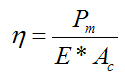 η = P_m / E * A_c